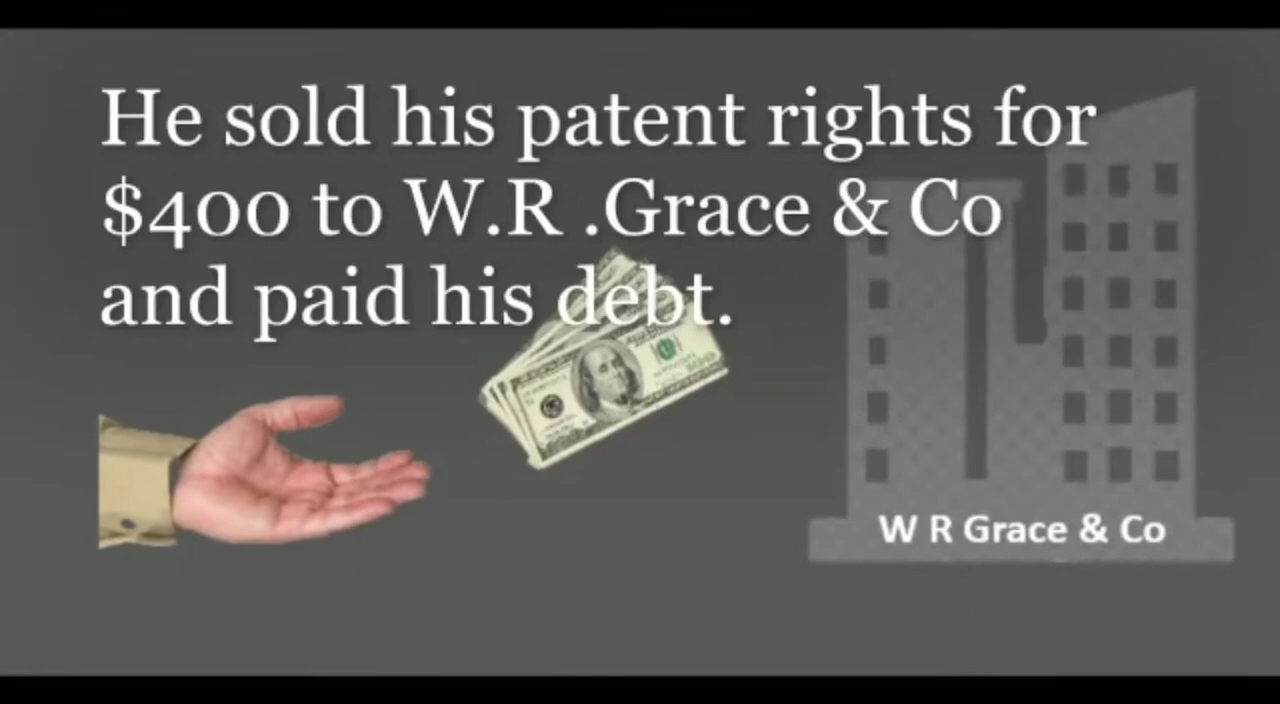 He sold his patent rights for
$400 to W.R .Grace & Co
and paid his debt.
W R Grace & Co